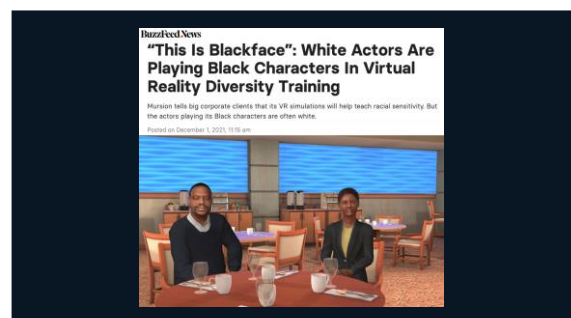 BuzzFeed News
“This Is Blackface”: White Actors Are
Playing Black Characters In Virtual
Reality Diversity Training
Mursion tells big corporate clients that its VR simulations will help teach racial sensitivity. But
the actors playing its Black characters are often white.
Posted on December 1, 2021, 11:15 am